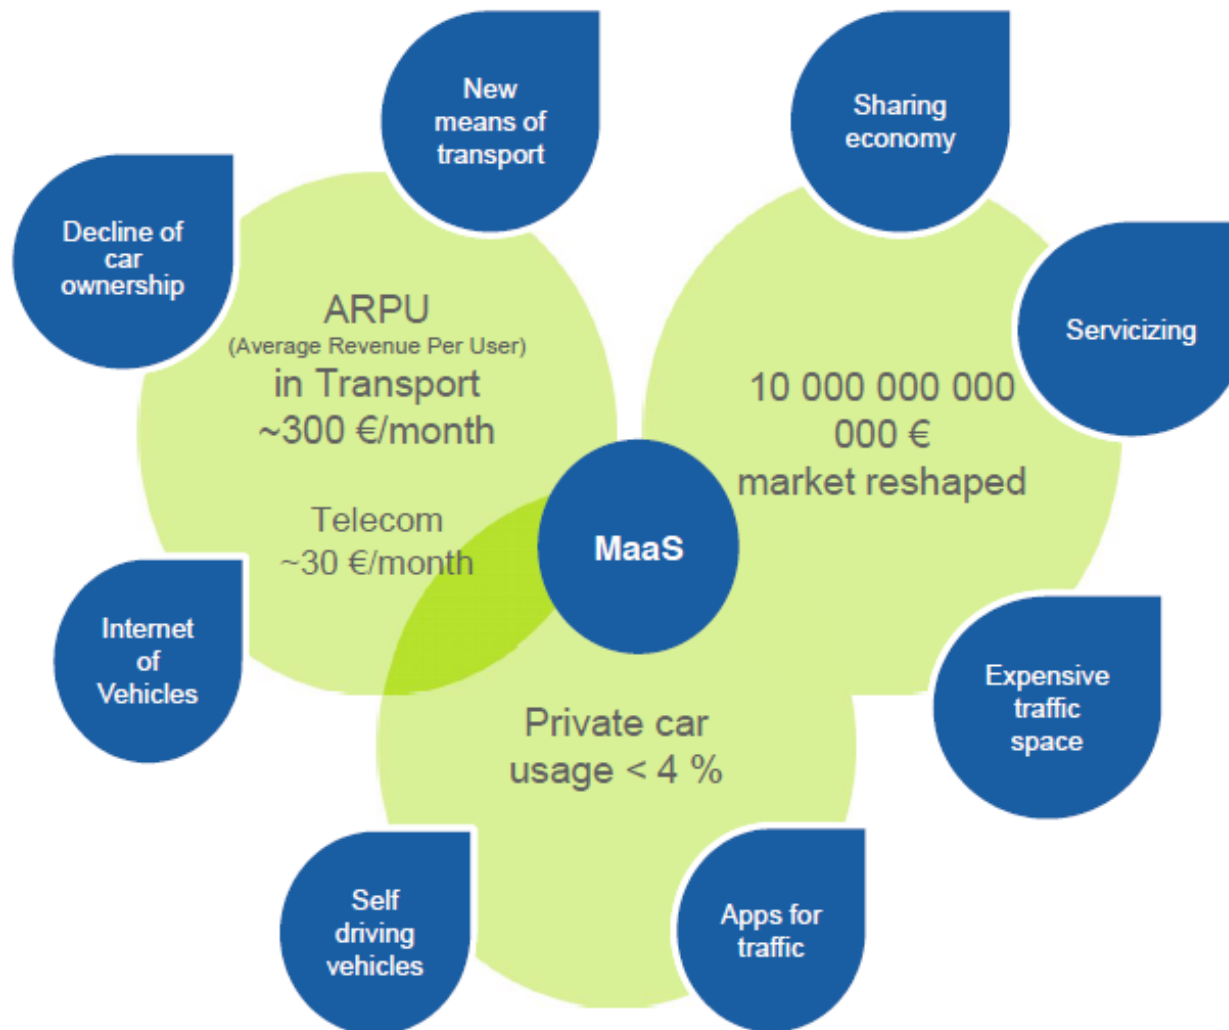 New
means of
transport
Sharing
economy
Decline of
car
ownership
Servicizing
ARPU
(Average Revenue Per User)
in Transport
~300 €/month
Telecom
~30 €/month
10 000 000 000
000 €
market reshaped
MaaS
Internet
of
Vehicles
Expensive
traffic
space
Private car
usage < 4 %
Self
driving
vehicles
Apps for
traffic